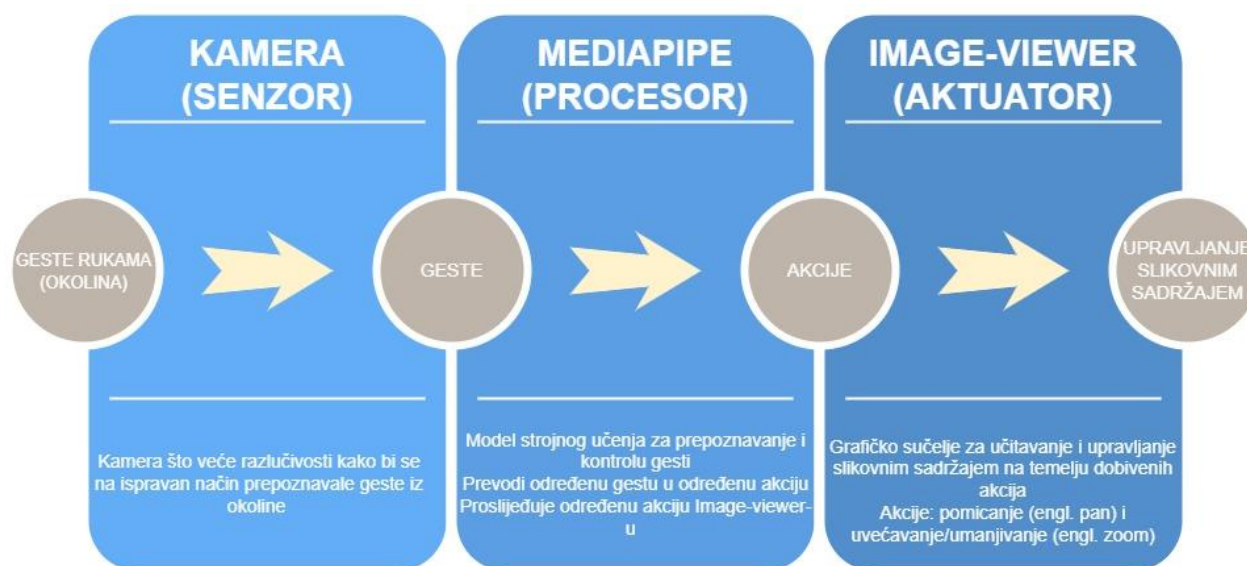 KAMERA
(SENZOR)
MEDIAPIPE
(PROCESOR)
IMAGE-VIEWER
(AKTUATOR)
GESTE RUKAMA
(OKOLINA)
GESTE
AKCIJE
UPRAVLJANJE
SLIKOVNIM
SADRŽAJEM
Kamera što veće razlučivosti kako bi se
na ispravan način prepoznavale geste iz
okoline
Model strojnog učenja za prepoznavanje i
kontrolu gesti
Prevodi određenu gestu u određenu akciju
Proslijeđuje određenu akciju Image-viewer-
u
Grafičko sučelje za učitavanje i upravljanje
slikovnim sadržajem na temelju dobivenih
akcija
Akcije: pomicanje (engl. pan) i
uvećavanje/umanjivanje (engl. zoom)